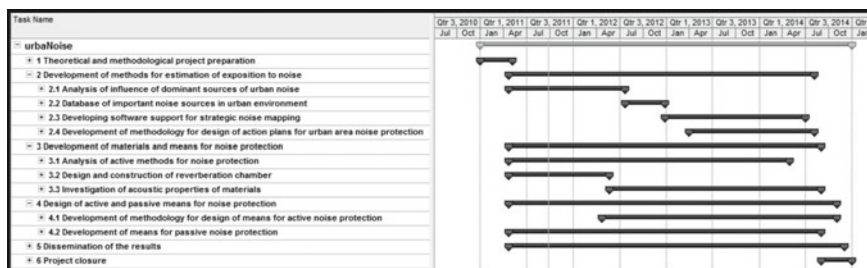 Task Name
Qtr 3, 2010 Qtr 1, 2011 Qtr 3, 2011 Qtr 1, 2012 Qtr 3, 2012 Qtr 1, 2013 Qtr 3, 2013 Qtr 1, 2014 Qtr 3, 2014 Qtr
Jul Oct Jan Apr Jul Oct Jan Apr Jul Oct Jan Apr Jul Oct Jan Apr Jul Oct Jan
urbaNoise
1 Theoretical and methodological project preparation
2 Development of methods for estimation of exposition to noise
2.1 Analysis of influence of dominant sources of urban noise
2.2 Database of important noise sources in urban environment
2.3 Developing software support for strategic noise mapping
2.4 Development of methodology for design of action plans for urban area noise protection
3 Development of materials and means for noise protection
3.1 Analysis of active methods for noise protection
3.2 Design and construction of reverberation chamber
3.3 Investigation of acoustic properties of materials
4 Design of active and passive means for noise protection
4.1 Development of methodology for design of means for active noise protection
4.2 Development of means for passive noise protection
5 Dissemination of the results
6 Project closure